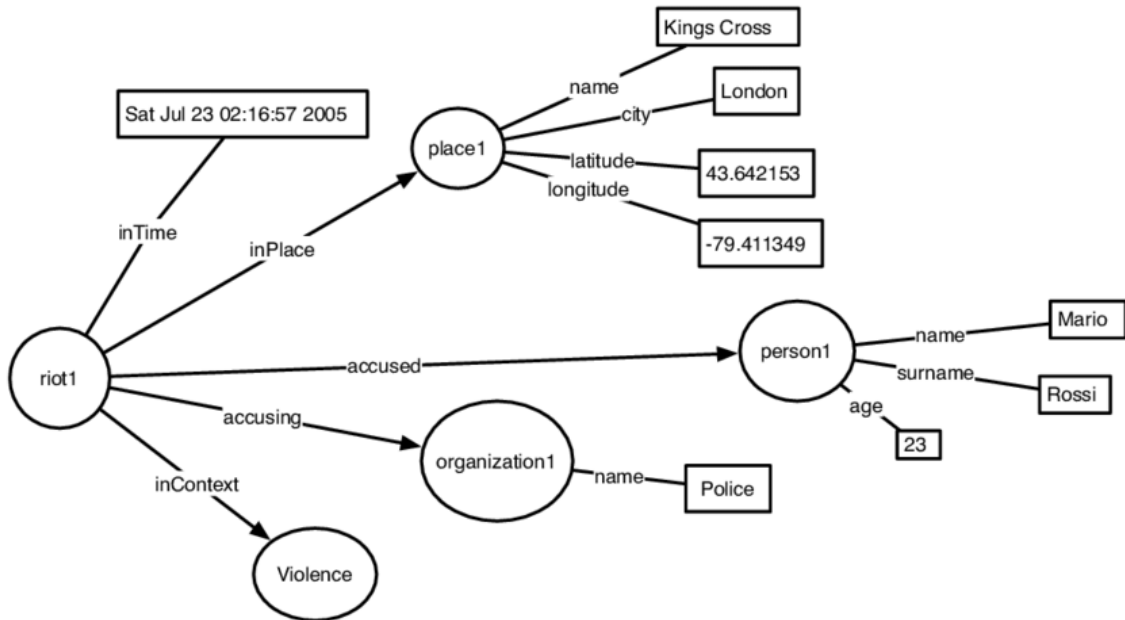 Kings Cross
name
London
city
Sat Jul 23 02:16:57 2005
place1
latitude
43.642153
longitude
-79.411349
inTime
inPlace
Mario
name
person1
accused
riot1
surname
Rossi
age
accusing
23
organization1
name
Police
inContext
Violence